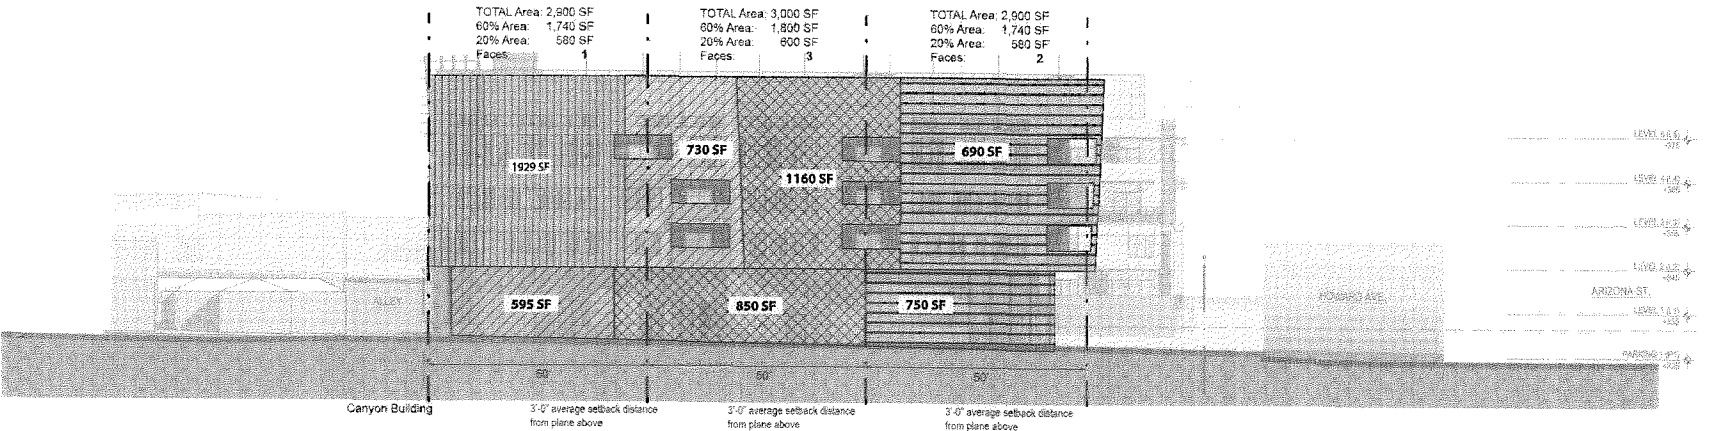 TOTAL Area: 2,900 SF
60% Area: 1,740 SF
20% Area: 580 SF
Faces: 1
TOTAL Area: 3,000 SF
60% Area: 1,800 SF
20% Area: 600 SF
Faces: 3
TOTAL Area: 2,900 SF
60% Area: 1,740 SF
20% Area: 580 SF
Faces: 2
1929 SF
730 SF
1160 SF
690 SF
595 SF
850 SF
750 SF
ALLEY
HOWARD AVE.
ARIZONA ST.
50'
50'
50'
Canyon Building
3'-0" average setback distance
from plane above
3'-0" average setback distance
from plane above
3'-0" average setback distance
from plane above